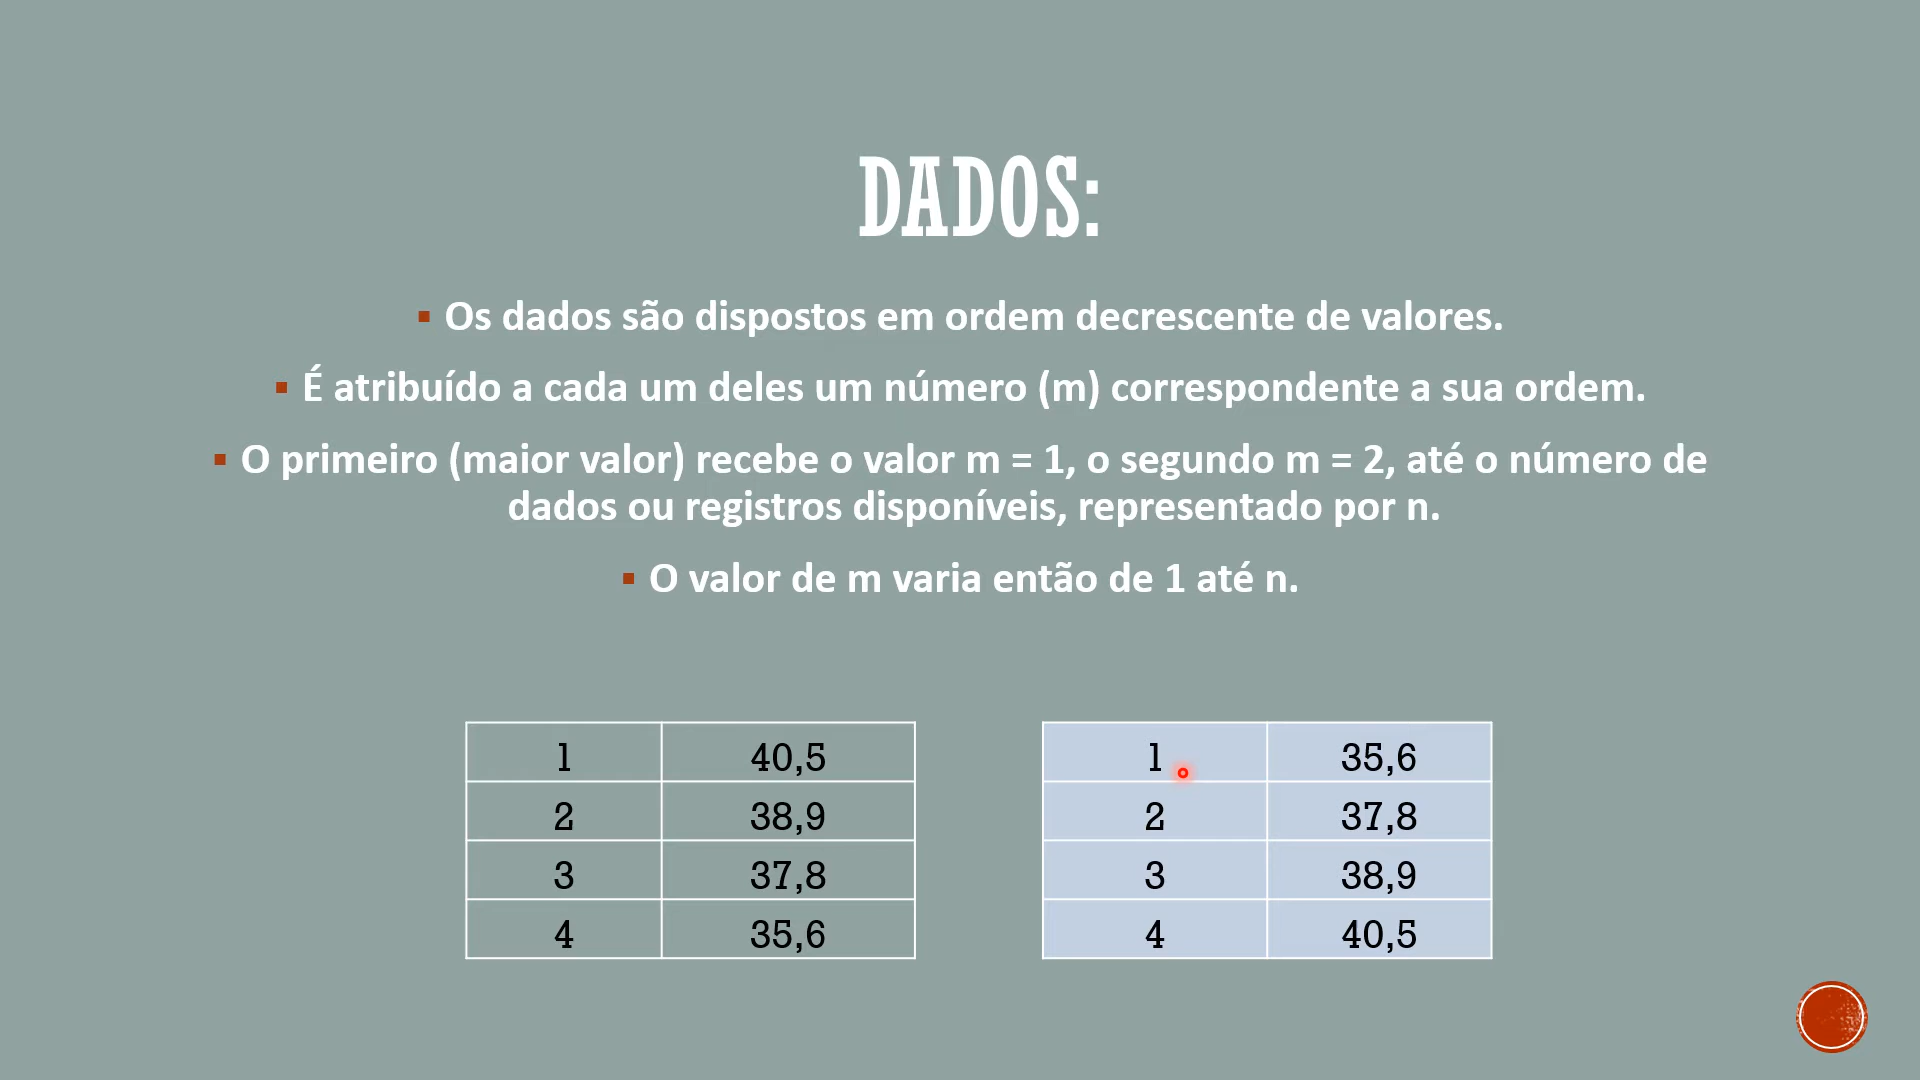 DADOS:
▪ Os dados são dispostos em ordem decrescente de valores.
▪ É atribuído a cada um deles um número (m) correspondente a sua ordem.
▪ O primeiro (maior valor) recebe o valor m = 1, o segundo m = 2, até o número de
dados ou registros disponíveis, representado por n.
▪ O valor de m varia então de 1 até n.
1 40,5
2 38,9
3 37,8
4 35,6
1 35,6
2 37,8
3 38,9
4 40,5